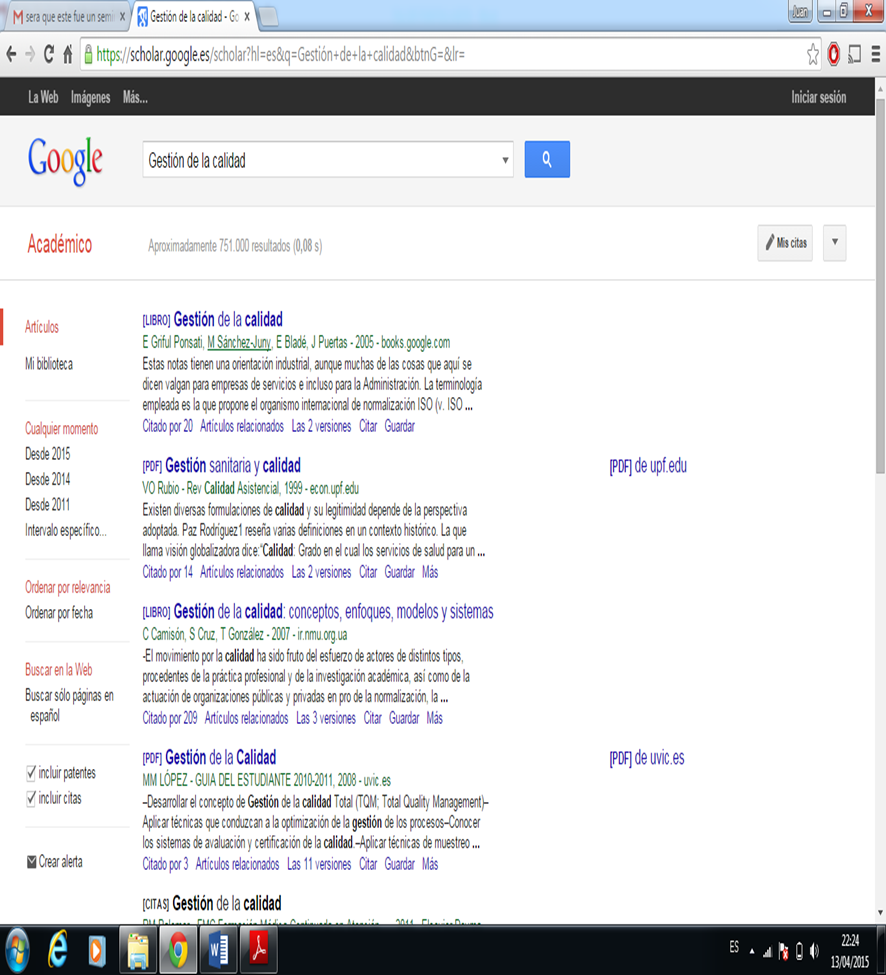 sera que este fue un semi
Gestión de la calidad - Go
Juan
https://scholar.google.es/scholar?hl=es&q=Gestión+de+la+calidad&btnG=&lr=
La Web Imágenes Más... Iniciar sesión
Google
Gestión de la calidad
Académico
Aproximadamente 751.000 resultados (0,08 s)
Mis citas
Artículos
Mi biblioteca
Cualquier momento
Desde 2015
Desde 2014
Desde 2011
Intervalo específico...
Ordenar por relevancia
Ordenar por fecha
Buscar en la Web
Buscar sólo páginas en
español
incluir patentes
incluir citas
Crear alerta
[LIBRO] Gestión de la calidad
E Griful Ponsati, M Sánchez-Juny, E Bladé, J Puertas - 2005 - books.google.com
Estas notas tienen una orientación industrial, aunque muchas de las cosas que aquí se
dicen valgan para empresas de servicios e incluso para la Administración. La terminología
empleada es la que propone el organismo internacional de normalización ISO (v. ISO ...
Citado por 20 Artículos relacionados Las 2 versiones Citar Guardar
[PDF] Gestión sanitaria y calidad
[PDF] de upf.edu
VO Rubio - Rev Calidad Asistencial, 1999 - econ.upf.edu
Existen diversas formulaciones de calidad y su legitimidad depende de la perspectiva
adoptada. Paz Rodríguez1 reseña varias definiciones en un contexto histórico. La que
llama visión globalizadora dice:“Calidad: Grado en el cual los servicios de salud para un ...
Citado por 14 Artículos relacionados Las 2 versiones Citar Guardar Más
[LIBRO] Gestión de la calidad: conceptos, enfoques, modelos y sistemas
C Camisón, S Cruz, T González - 2007 - ir.nmu.org.ua
-El movimiento por la calidad ha sido fruto del esfuerzo de actores de distintos tipos,
procedentes de la práctica profesional y de la investigación académica, así como de la
actuación de organizaciones públicas y privadas en pro de la normalización, la ...
Citado por 209 Artículos relacionados Las 3 versiones Citar Guardar Más
[PDF] Gestión de la Calidad
[PDF] de uvic.es
MM LÓPEZ - GUIA DEL ESTUDIANTE 2010-2011, 2008 - uvic.es
–Desarrollar el concepto de Gestión de la calidad Total (TQM; Total Quality Management)–
Aplicar técnicas que conduzcan a la optimización de la gestión de los procesos–Conocer
los sistemas de evaluación y certificación de la calidad.–Aplicar técnicas de muestreo ...
Citado por 3 Artículos relacionados Las 11 versiones Citar Guardar Más
[CITAS] Gestión de la calidad
ES
22:24
13/04/2015